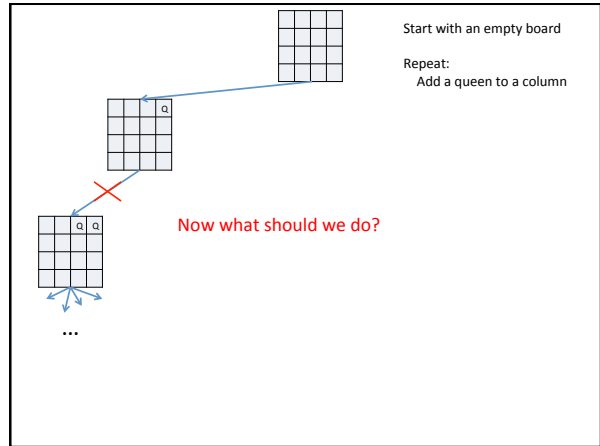 Start with an empty board
Repeat:
Add a queen to a column
Q
Now what should we do?
Q Q
...